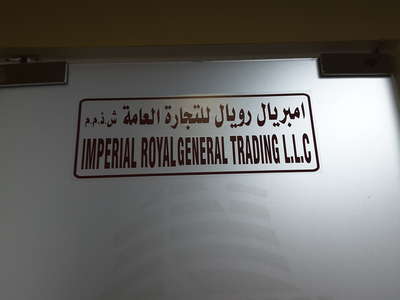 امبريال رويال للتجارة العامة ش.ذ.م.م
IMPERIAL ROYAL GENERAL TRADING L.L.C